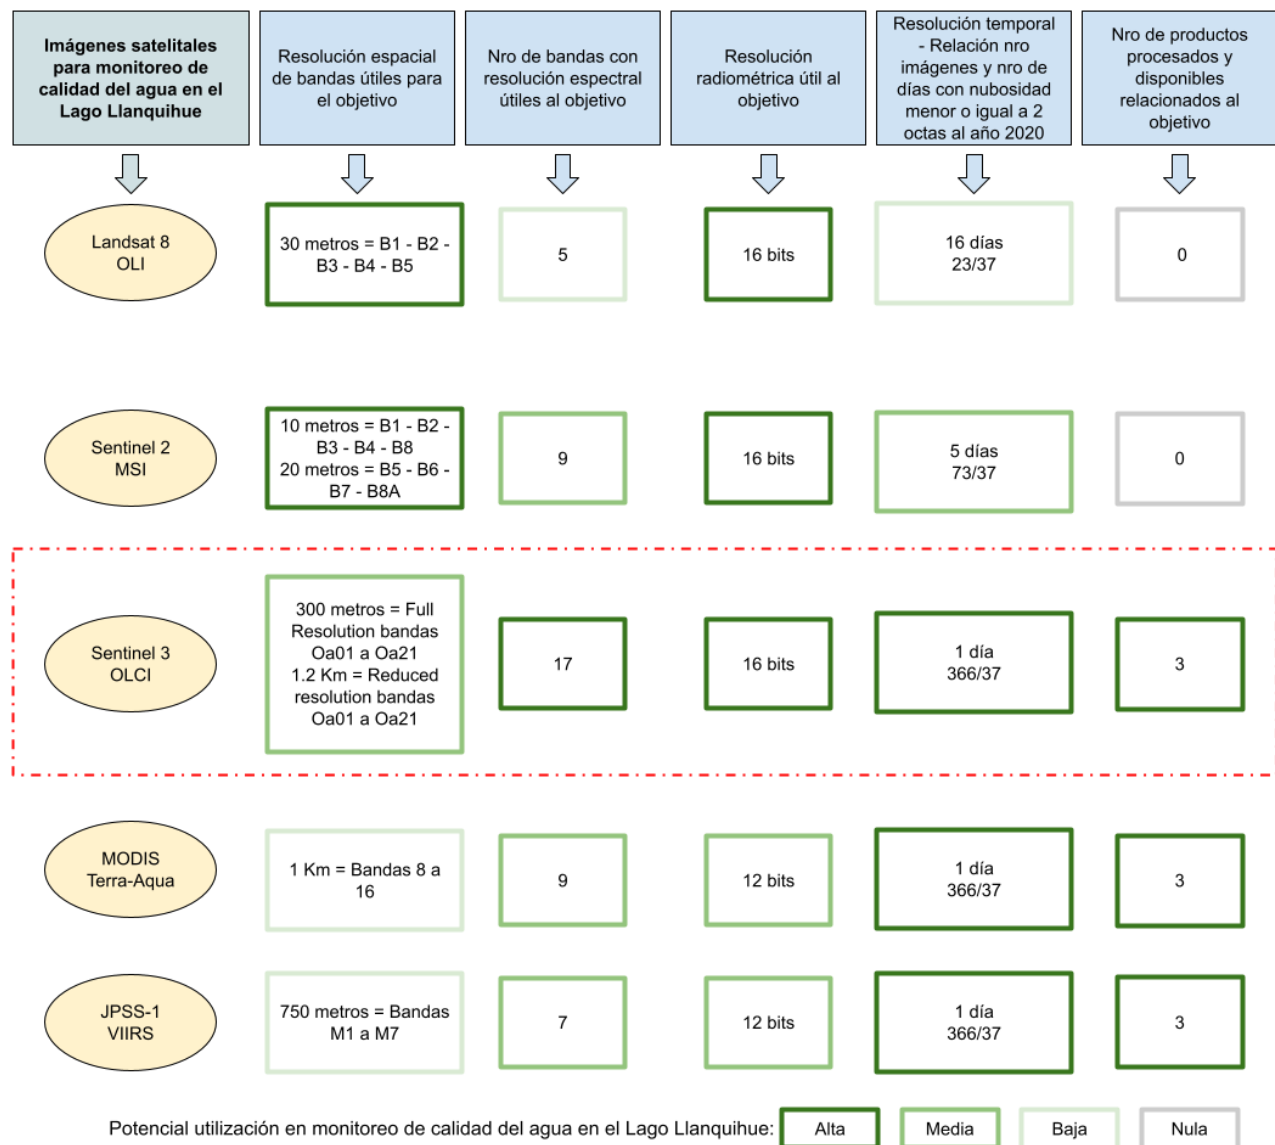 Imágenes satelitales
para monitoreo de
calidad del agua en el
Lago Llanquihue
Resolución espacial
de bandas útiles para
el objetivo
Nro de bandas con
resolución espectral
útiles al objetivo
Resolución
radiométrica útil al
objetivo
Resolución temporal
- Relación nro
imágenes y nro de
días con nubosidad
menor o igual a 2
octas al año 2020
Nro de productos
procesados y
disponibles
relacionados al
objetivo
Landsat 8
OLI
30 metros = B1 - B2 -
B3 - B4 - B5
5
16 bits
16 días
23/37
0
Sentinel 2
MSI
10 metros = B1 - B2 -
B3 - B4 - B8
20 metros = B5 - B6 -
B7 - B8A
9
16 bits
5 días
73/37
0
Sentinel 3
OLCI
300 metros = Full
Resolution bandas
Oa01 a Oa21
1.2 Km = Reduced
resolution bandas
Oa01 a Oa21
17
16 bits
1 día
366/37
3
MODIS
Terra-Aqua
1 Km = Bandas 8 a
16
9
12 bits
1 día
366/37
3
JPSS-1
VIIRS
750 metros = Bandas
M1 a M7
7
12 bits
1 día
366/37
3
Potencial utilización en monitoreo de calidad del agua en el Lago Llanquihue:
Alta
Media
Baja
Nula